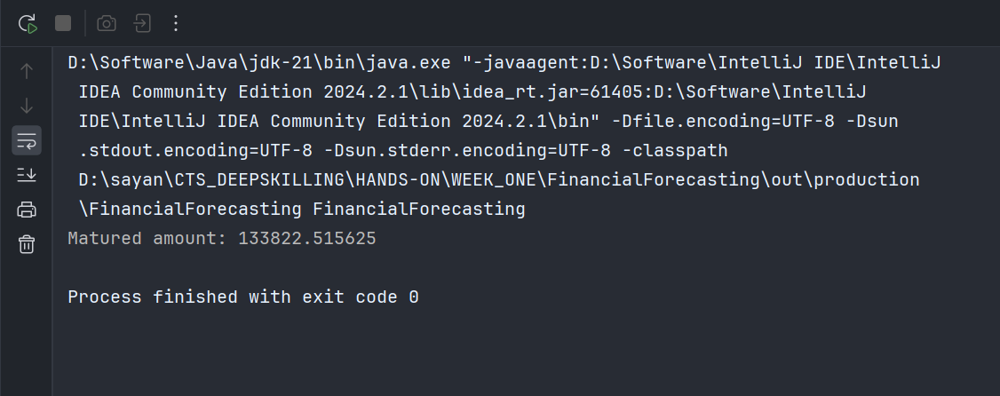 D:\Software\Java\jdk-21\bin\java.exe "-javaagent:D:\Software\IntelliJ IDE\IntelliJ
IDEA Community Edition 2024.2.1\lib\idea_rt.jar=61405:D:\Software\IntelliJ
IDE\IntelliJ IDEA Community Edition 2024.2.1\bin" -Dfile.encoding=UTF-8 -Dsun
.stdout.encoding=UTF-8 -Dsun.stderr.encoding=UTF-8 -classpath
D:\sayan\CTS_DEEPSKILLING\HANDS-ON\WEEK_ONE\FinancialForecasting\out\production
\FinancialForecasting FinancialForecasting
Matured amount: 133822.515625
Process finished with exit code 0